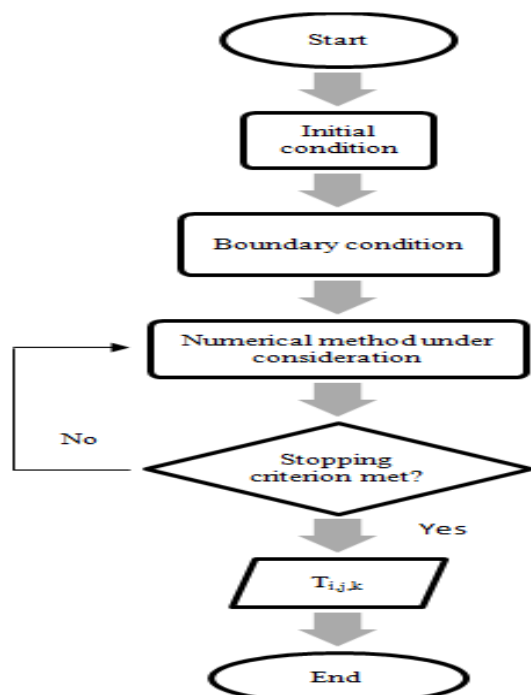 Start
Initial
condition
Boundary condition
Numerical method under
consideration
No
Stopping
criterion met?
Yes
Ti,j,k
End